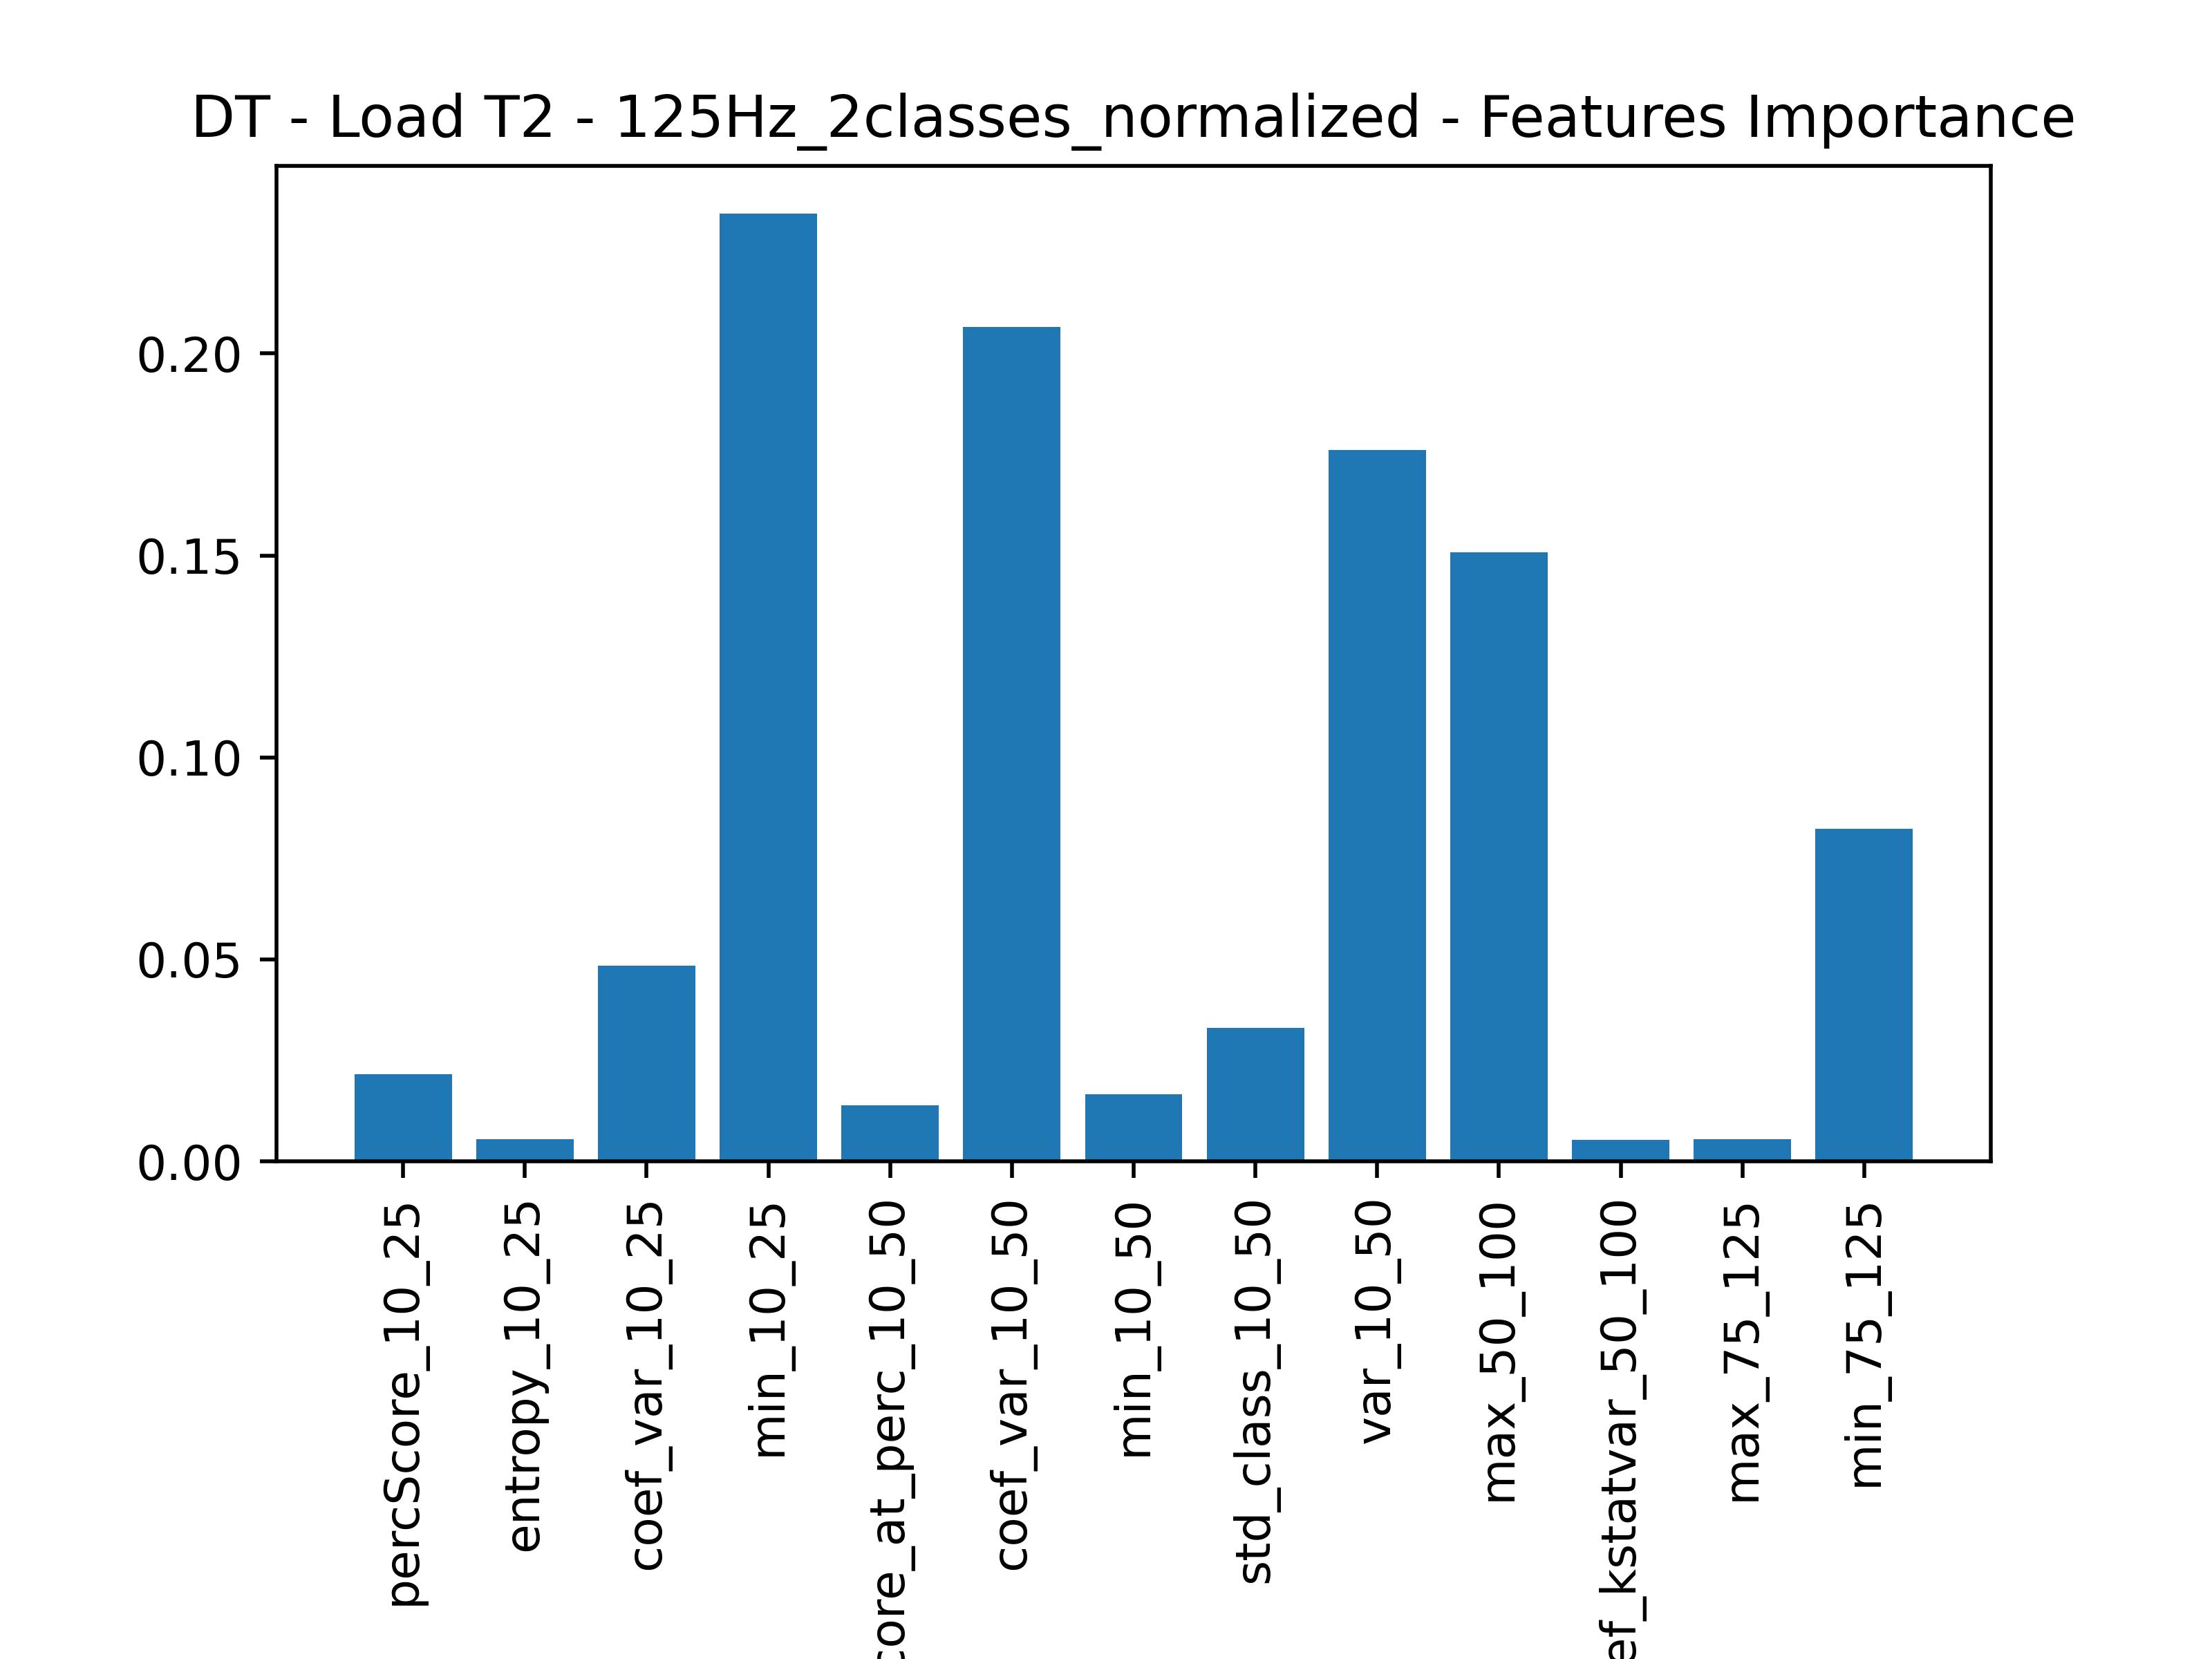 DT - Load T2 - 125Hz_2classes_normalized - Features Importance
0.20
0.15
0.10
0.05
0.00
percScore_10_25
entropy_10_25
coef_var_10_25
min_10_25
core_at_perc_10_50
coef_var_10_50
min_10_50
std_class_10_50
var_10_50
max_50_100
ef_kstatvar_50_100
max_75_125
min_75_125